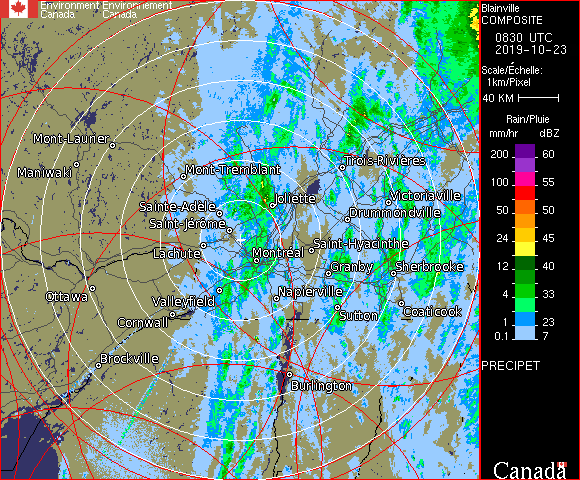 Environment Environnement
Canada Canada
Blainville
COMPOSITE
0830 UTC
2019-10-23
Scale/Échelle:
1km/Pixel
40 KM
Rain/Pluie
mm/hr dBZ
200 60
100 55
50 50
24 45
12 40
4 33
1 23
0.1 7
PRECIPET
Canada
Mont-Laurier
Maniwaki
Mont-Tremblant
Trois-Rivières
Sainte-Adèle
Joliette
Victoriaville
Drummondville
Saint-Jérôme
Lachute
Montréal
Saint-Hyacinthe
Granby
Sherbrooke
Ottawa
Valleyfield
Napierville
Cornwall
Sutton
Coaticook
Brockville
Burlington